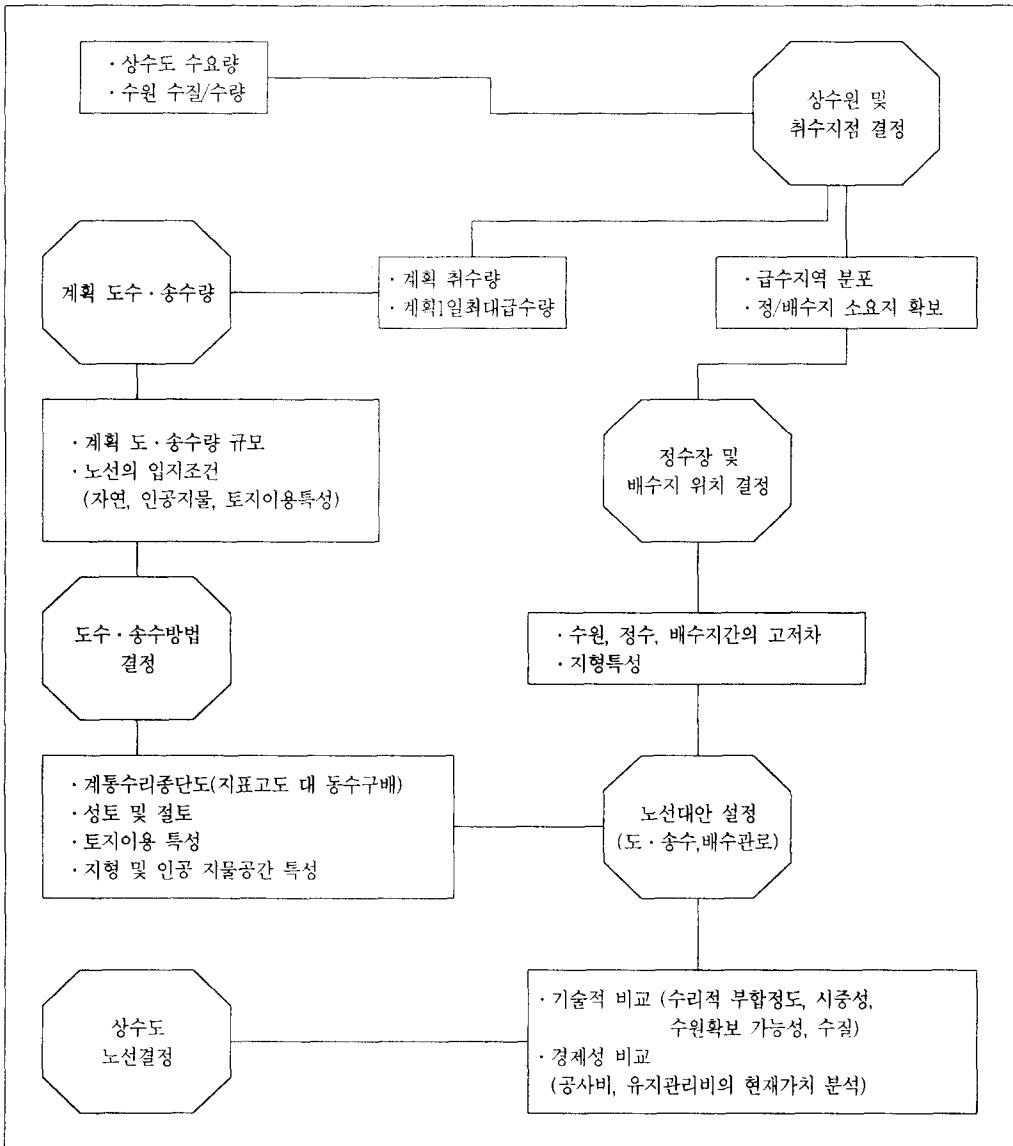 · 상수도 수요량
· 수원 수질/수량
상수원 및
취수지점 결정
계획 도수 · 송수량
· 계획 취수량
· 계획1일최대급수량
· 급수지역 분포
· 정/배수지 소요지 확보
· 계획 도 · 송수량 규모
· 노선의 입지조건
(자연, 인공지물, 토지이용특성)
정수장 및
배수지 위치 결정
도수 · 송수방법
결정
· 수원, 정수, 배수지간의 고저차
· 지형특성
· 계통수리종단도(지표고도 대 동수구배)
· 성토 및 절토
· 토지이용 특성
· 지형 및 인공 지물공간 특성
노선대안 설정
(도 · 송수,배수관로)
상수도
노선결정
· 기술적 비교 (수리적 부합정도, 시중성,
수원확보 가능성, 수질)
· 경제성 비교
(공사비, 유지관리비의 현재가치 분석)